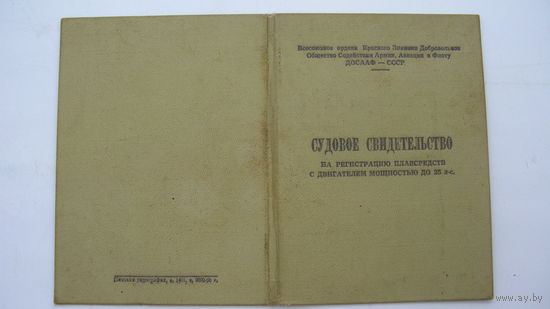 Всесоюзное ордена Красного Знамени Добровольное
Общество Содействия Армии, Авиации и Флоту
ДОСААФ — СССР
СУДОВОЕ СВИДЕТЕЛЬСТВО
НА РЕГИСТРАЦИЮ ПЛАВСРЕДСТВ
С ДВИГАТЕЛЕМ МОЩНОСТЬЮ ДО 25 л·с.
типография, з.
www.ay.by